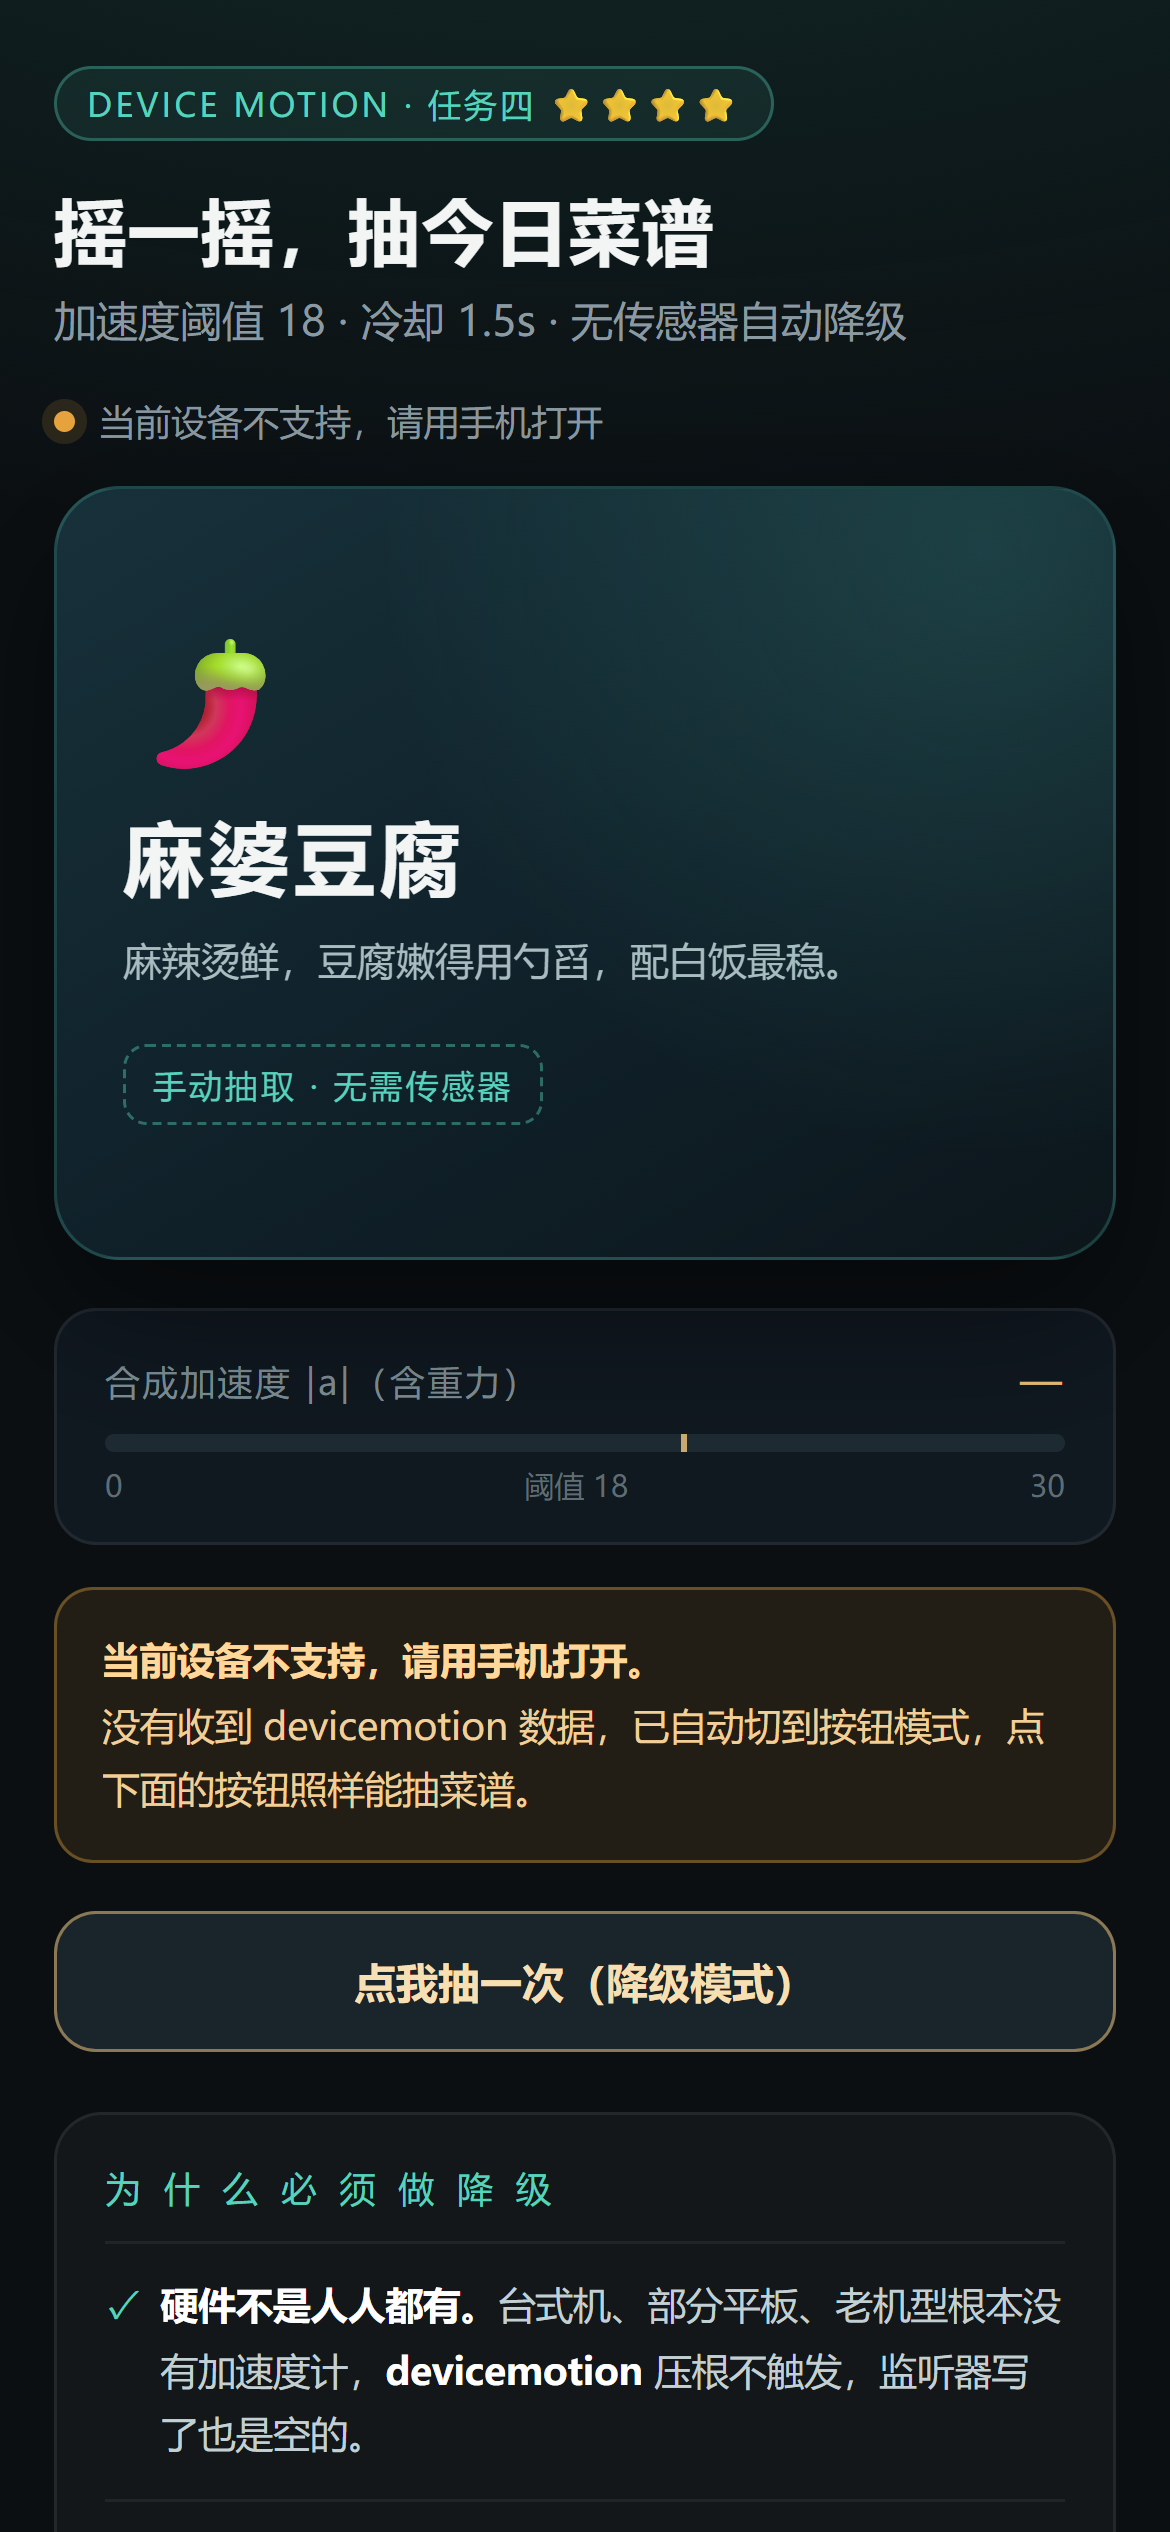 DEVICE MOTION · 任务四 ⭐⭐⭐⭐
摇一摇，抽今日菜谱
加速度阈值 18 · 冷却 1.5s · 无传感器自动降级
当前设备不支持，请用手机打开
麻婆豆腐
麻辣烫鲜，豆腐嫩得用勺舀，配白饭最稳。
手动抽取 · 无需传感器
合成加速度 |a|（含重力） —
0 阈值 18 30
当前设备不支持，请用手机打开。
没有收到 devicemotion 数据，已自动切到按钮模式，点
下面的按钮照样能抽菜谱。
点我抽一次（降级模式）
为什么必须做降级
✓ 硬件不是人人都有。台式机、部分平板、老机型根本没
有加速度计，devicemotion 压根不触发，监听器写
了也是空的。